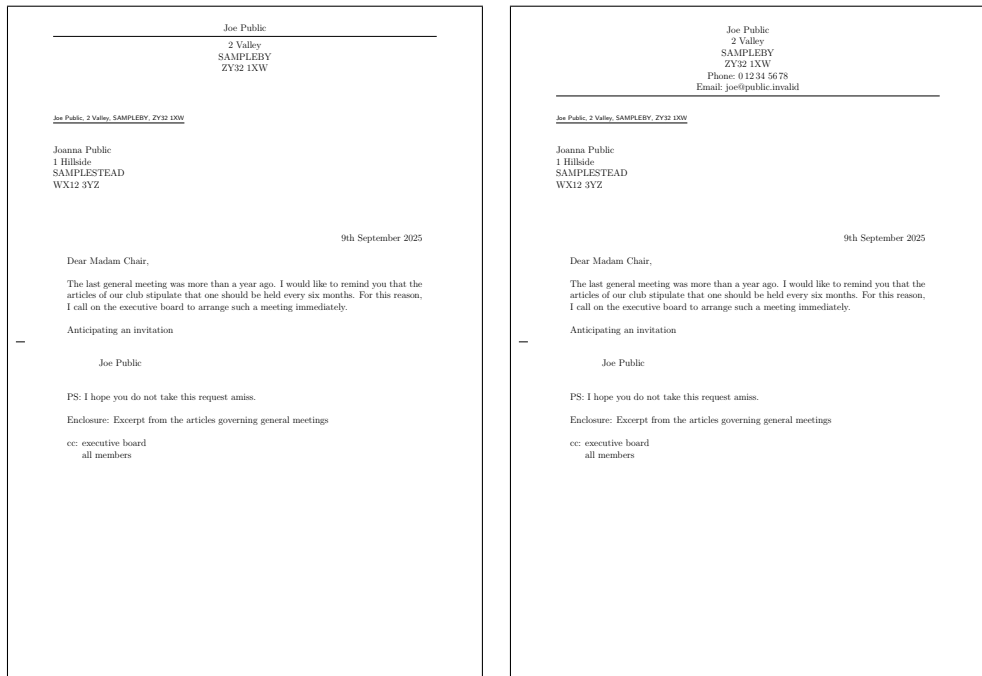 Joe Public
2 Valley
SAMPLEBY
ZY32 1XW
Joe Public, 2 Valley, SAMPLEBY, ZY32 1XW
Joanna Public
1 Hillside
SAMPLESTEAD
WX12 3YZ
9th September 2025
Dear Madam Chair,
The last general meeting was more than a year ago. I would like to remind you that the
articles of our club stipulate that one should be held every six months. For this reason,
I call on the executive board to arrange such a meeting immediately.
Anticipating an invitation
Joe Public
PS: I hope you do not take this request amiss.
Enclosure: Excerpt from the articles governing general meetings
cc: executive board
all members
Joe Public
2 Valley
SAMPLEBY
ZY32 1XW
Phone: 0 12 34 56 78
Email: joe@public.invalid
Joe Public, 2 Valley, SAMPLEBY, ZY32 1XW
Joanna Public
1 Hillside
SAMPLESTEAD
WX12 3YZ
9th September 2025
Dear Madam Chair,
The last general meeting was more than a year ago. I would like to remind you that the
articles of our club stipulate that one should be held every six months. For this reason,
I call on the executive board to arrange such a meeting immediately.
Anticipating an invitation
Joe Public
PS: I hope you do not take this request amiss.
Enclosure: Excerpt from the articles governing general meetings
cc: executive board
all members